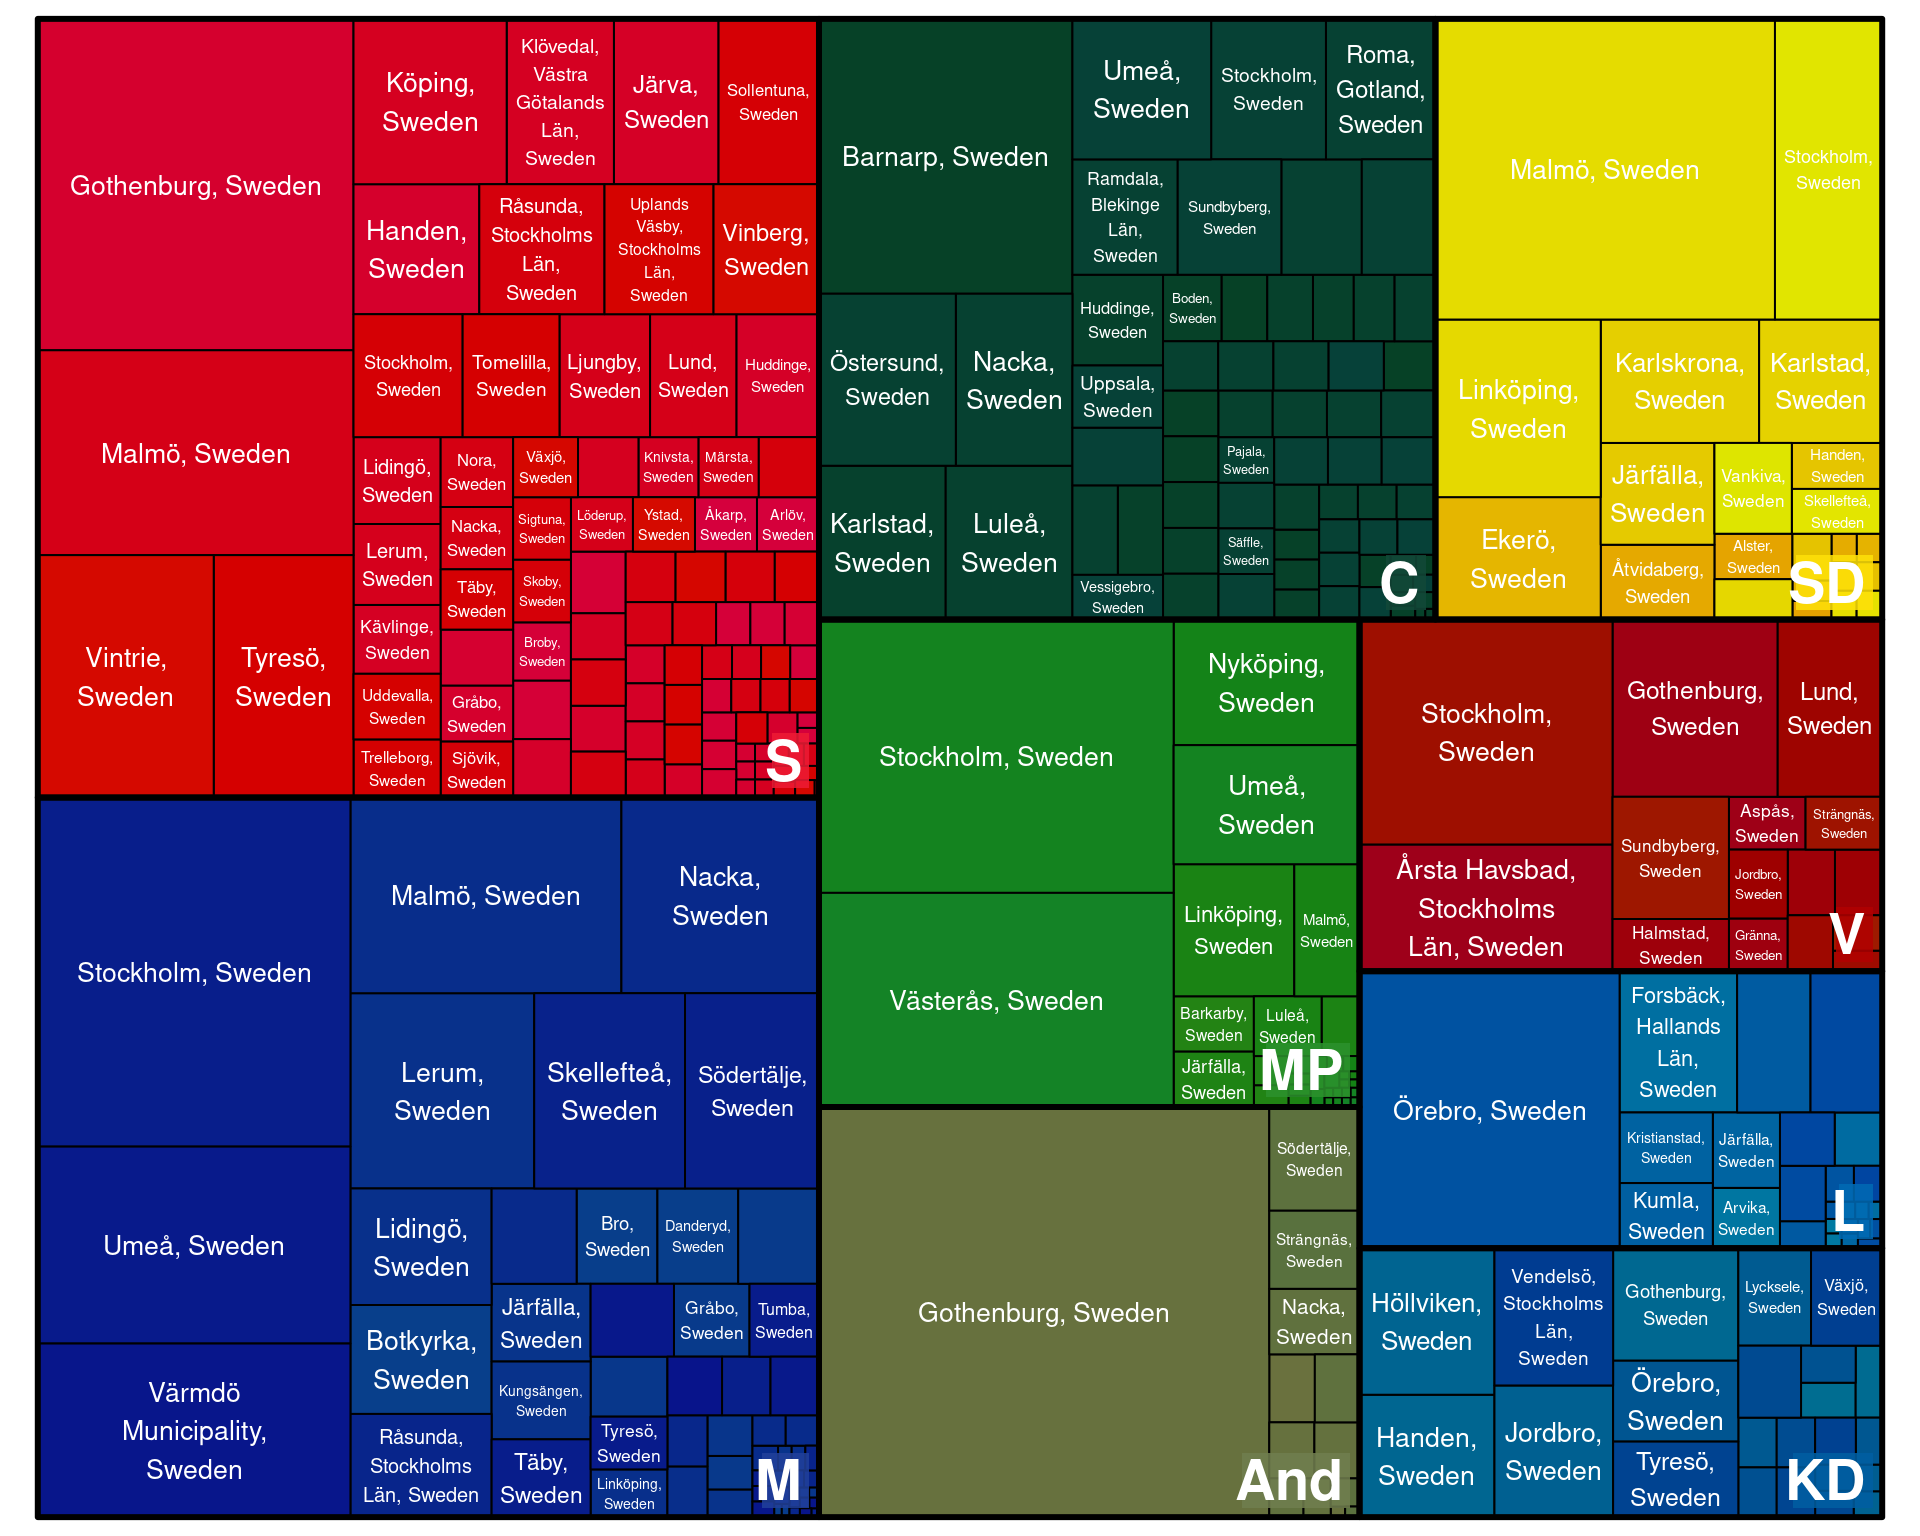 Gothenburg, Sweden
Malmö, Sweden
Vintrie,
Sweden
Tyresö,
Sweden
Köping,
Sweden
Klövedal,
Västra
Götalands
Län,
Sweden
Järva,
Sweden
Sollentuna,
Sweden
Handen,
Sweden
Råsunda,
Stockholms
Län,
Sweden
Uplands
Väsby,
Stockholms
Län,
Sweden
Vinberg,
Sweden
Stockholm,
Sweden
Tomelilla,
Sweden
Ljungby,
Sweden
Lund,
Sweden
Huddinge,
Sweden
Lidingö,
Sweden
Lerum,
Sweden
Kävlinge,
Sweden
Uddevalla,
Sweden
Trelleborg,
Sweden
Nora,
Sweden
Nacka,
Sweden
Täby,
Sweden
Gråbo,
Sweden
Sjövik,
Sweden
Växjö,
Sweden
Knivsta,
Sweden
Märsta,
Sweden
Sigtuna,
Sweden
Löderup,
Sweden
Ystad,
Sweden
Åkarp,
Sweden
Arlöv,
Sweden
Skoby,
Sweden
Broby,
Sweden
S
Barnarp, Sweden
Östersund,
Sweden
Nacka,
Sweden
Karlstad,
Sweden
Luleå,
Sweden
Umeå,
Sweden
Stockholm,
Sweden
Roma,
Gotland,
Sweden
Ramdala,
Blekinge
Län,
Sweden
Sundbyberg,
Sweden
Huddinge,
Sweden
Boden,
Sweden
Uppsala,
Sweden
Pajala,
Sweden
Säffle,
Sweden
Vessigebro,
Sweden
C
Malmö, Sweden
Stockholm,
Sweden
Linköping,
Sweden
Ekerö,
Sweden
Karlskrona,
Sweden
Karlstad,
Sweden
Järfälla,
Sweden
Åtvidaberg,
Sweden
Vankiva,
Sweden
Handen,
Sweden
Skellefteå,
Sweden
Alster,
Sweden
SD
Stockholm, Sweden
Umeå, Sweden
Värmdö
Municipality,
Sweden
Malmö, Sweden
Nacka,
Sweden
Lerum,
Sweden
Skellefteå,
Sweden
Södertälje,
Sweden
Lidingö,
Sweden
Botkyrka,
Sweden
Råsunda,
Stockholms
Län, Sweden
Bro,
Sweden
Danderyd,
Sweden
Järfälla,
Sweden
Gråbo,
Sweden
Tumba,
Sweden
Kungsängen,
Sweden
Täby,
Sweden
Tyresö,
Sweden
Linköping,
Sweden
M
Stockholm, Sweden
Västerås, Sweden
Nyköping,
Sweden
Umeå,
Sweden
Linköping,
Sweden
Malmö,
Sweden
Barkarby,
Sweden
Luleå,
Sweden
Järfälla,
Sweden
MP
Gothenburg, Sweden
Södertälje,
Sweden
Strängnäs,
Sweden
Nacka,
Sweden
And
Stockholm,
Sweden
Årsta Havsbad,
Stockholms
Län, Sweden
Gothenburg,
Sweden
Lund,
Sweden
Sundbyberg,
Sweden
Aspås,
Sweden
Strängnäs,
Sweden
Jordbro,
Sweden
Halmstad,
Sweden
Gränna,
Sweden
V
Örebro, Sweden
Forsbäck,
Hallands
Län,
Sweden
Kristianstad,
Sweden
Järfälla,
Sweden
Kumla,
Sweden
Arvika,
Sweden
L
Höllviken,
Sweden
Handen,
Sweden
Vendelsö,
Stockholms
Län,
Sweden
Jordbro,
Sweden
Gothenburg,
Sweden
Örebro,
Sweden
Tyresö,
Sweden
Lycksele,
Sweden
Växjö,
Sweden
KD